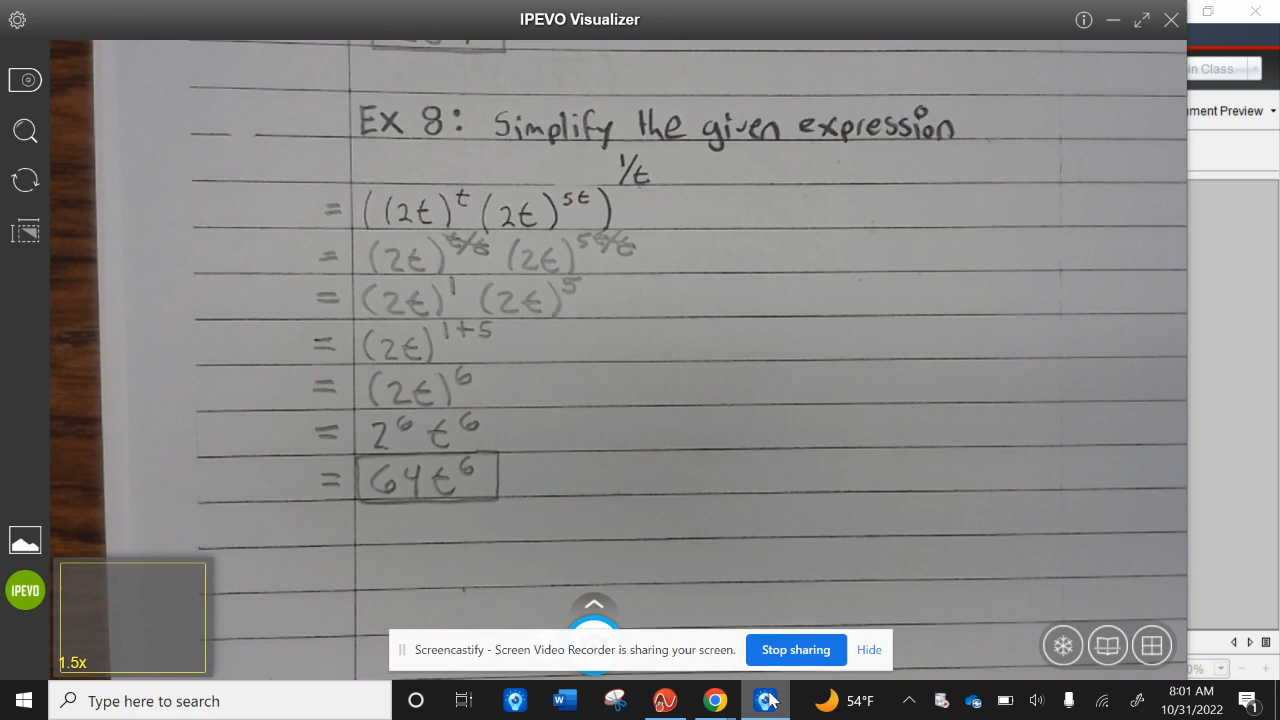 IPEVO Visualizer
in Class
ument Preview
Ex 8: Simplify the given expression
= ((2t)^t (2t)^5t)^1/t
= (2t)^t/t (2t)^5t/t
= (2t)^1 (2t)^5
= (2t)^1+5
= (2t)^6
= 2^6 t^6
= 64t^6
IPEVO
1.5x
Screencastify - Screen Video Recorder is sharing your screen. Stop sharing Hide
0%
Type here to search
54°F
8:01 AM
10/31/2022
1